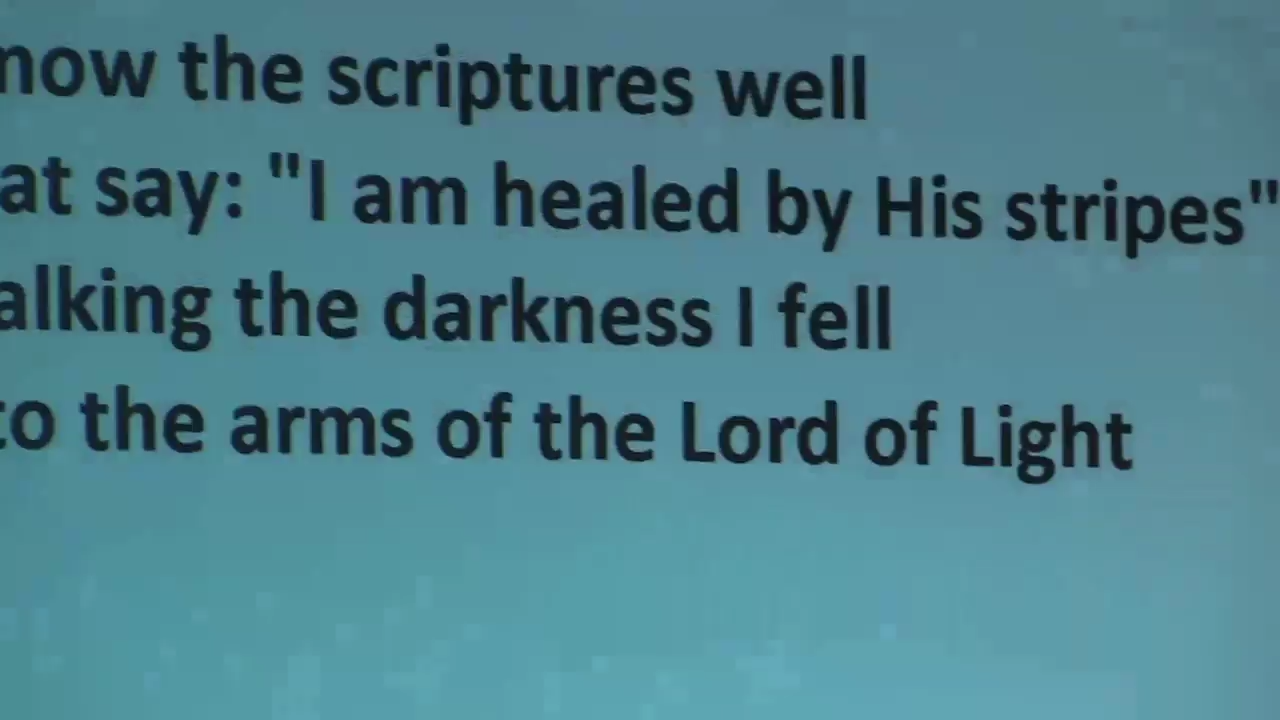 now the scriptures well
at say: "I am healed by His stripes"
alking the darkness I fell
to the arms of the Lord of Light